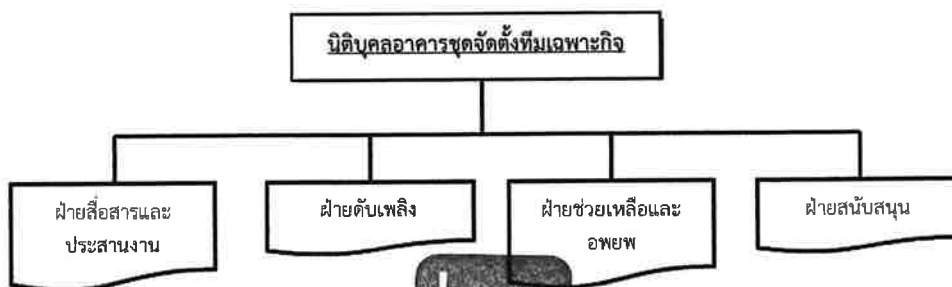 นิติบุคลอาคารชุดจัดตั้งทีมเฉพาะกิจ
ฝ่ายสื่อสารและ
ประสานงาน
ฝ่ายดับเพลิง
ฝ่ายช่วยเหลือและ
อพยพ
ฝ่ายสนับสนุน